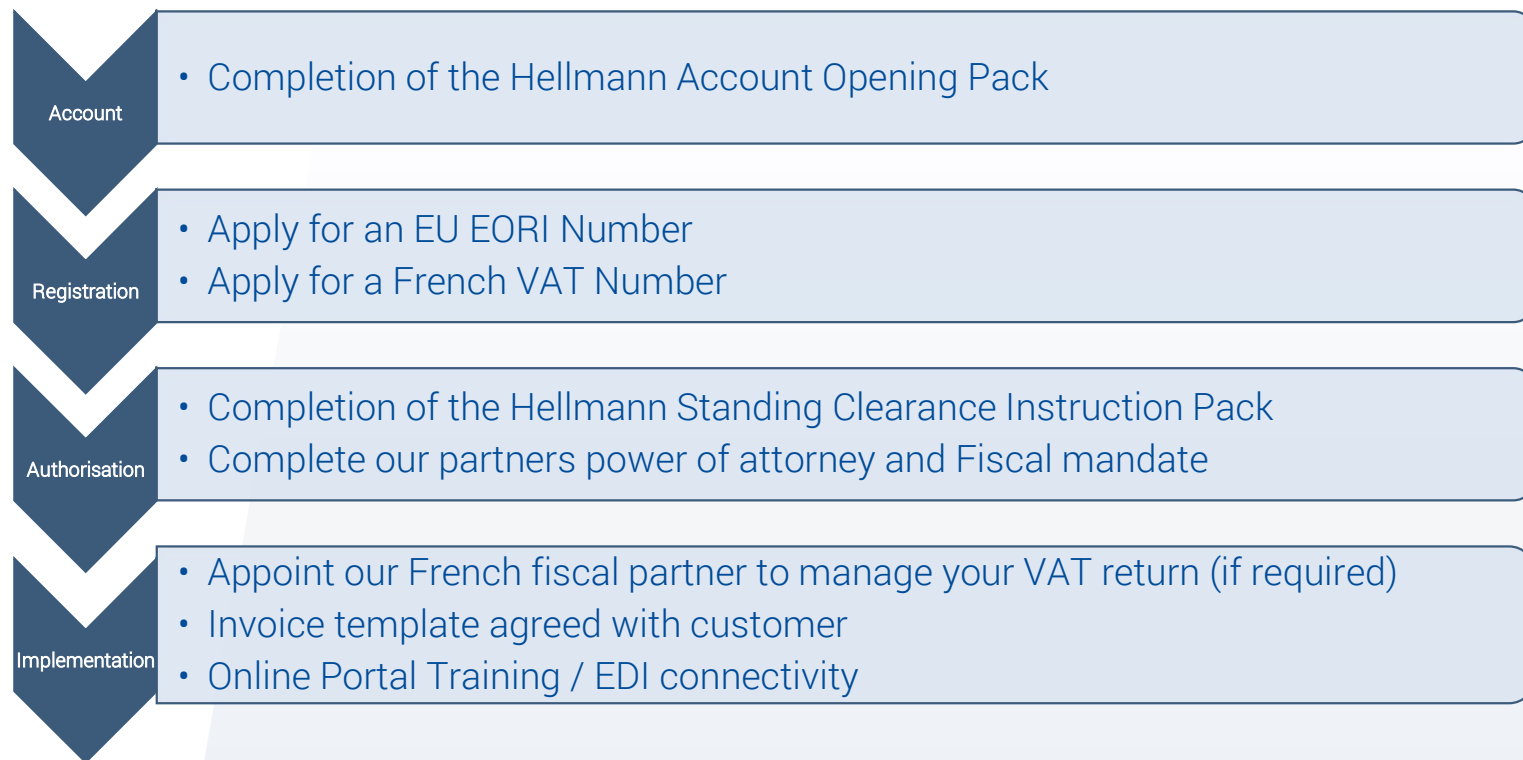 Account
• Completion of the Hellmann Account Opening Pack
Registration
• Apply for an EU EORI Number
• Apply for a French VAT Number
Authorisation
• Completion of the Hellmann Standing Clearance Instruction Pack
• Complete our partners power of attorney and Fiscal mandate
Implementation
• Appoint our French fiscal partner to manage your VAT return (if required)
• Invoice template agreed with customer
• Online Portal Training / EDI connectivity